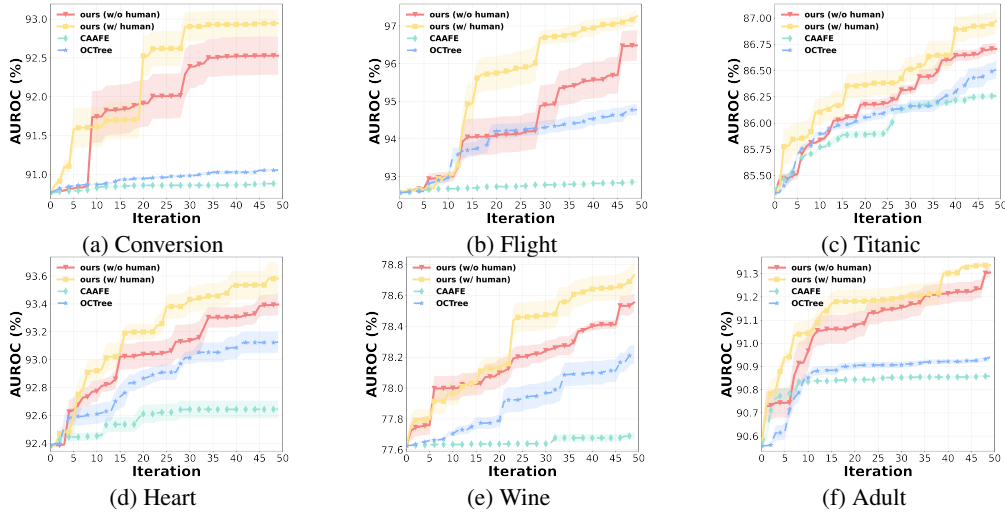 ours (w/o human)
ours (w/ human)
CAAFE
OCTree
AUROC (%)
93.0
92.5
92.0
91.5
91.0
0 5 10 15 20 25 30 35 40 45 50
Iteration
(a) Conversion
ours (w/o human)
ours (w/ human)
CAAFE
OCTree
AUROC (%)
97
96
95
94
93
0 5 10 15 20 25 30 35 40 45 50
Iteration
(b) Flight
ours (w/o human)
ours (w/ human)
CAAFE
OCTree
AUROC (%)
87.00
86.75
86.50
86.25
86.00
85.75
85.50
0 5 10 15 20 25 30 35 40 45 50
Iteration
(c) Titanic
ours (w/o human)
ours (w/ human)
CAAFE
OCTree
AUROC (%)
93.6
93.4
93.2
93.0
92.8
92.6
92.4
0 5 10 15 20 25 30 35 40 45 50
Iteration
(d) Heart
ours (w/o human)
ours (w/ human)
CAAFE
OCTree
AUROC (%)
78.8
78.6
78.4
78.2
78.0
77.8
77.6
0 5 10 15 20 25 30 35 40 45 50
Iteration
(e) Wine
ours (w/o human)
ours (w/ human)
CAAFE
OCTree
AUROC (%)
91.3
91.2
91.1
91.0
90.9
90.8
90.7
90.6
0 5 10 15 20 25 30 35 40 45 50
Iteration
(f) Adult